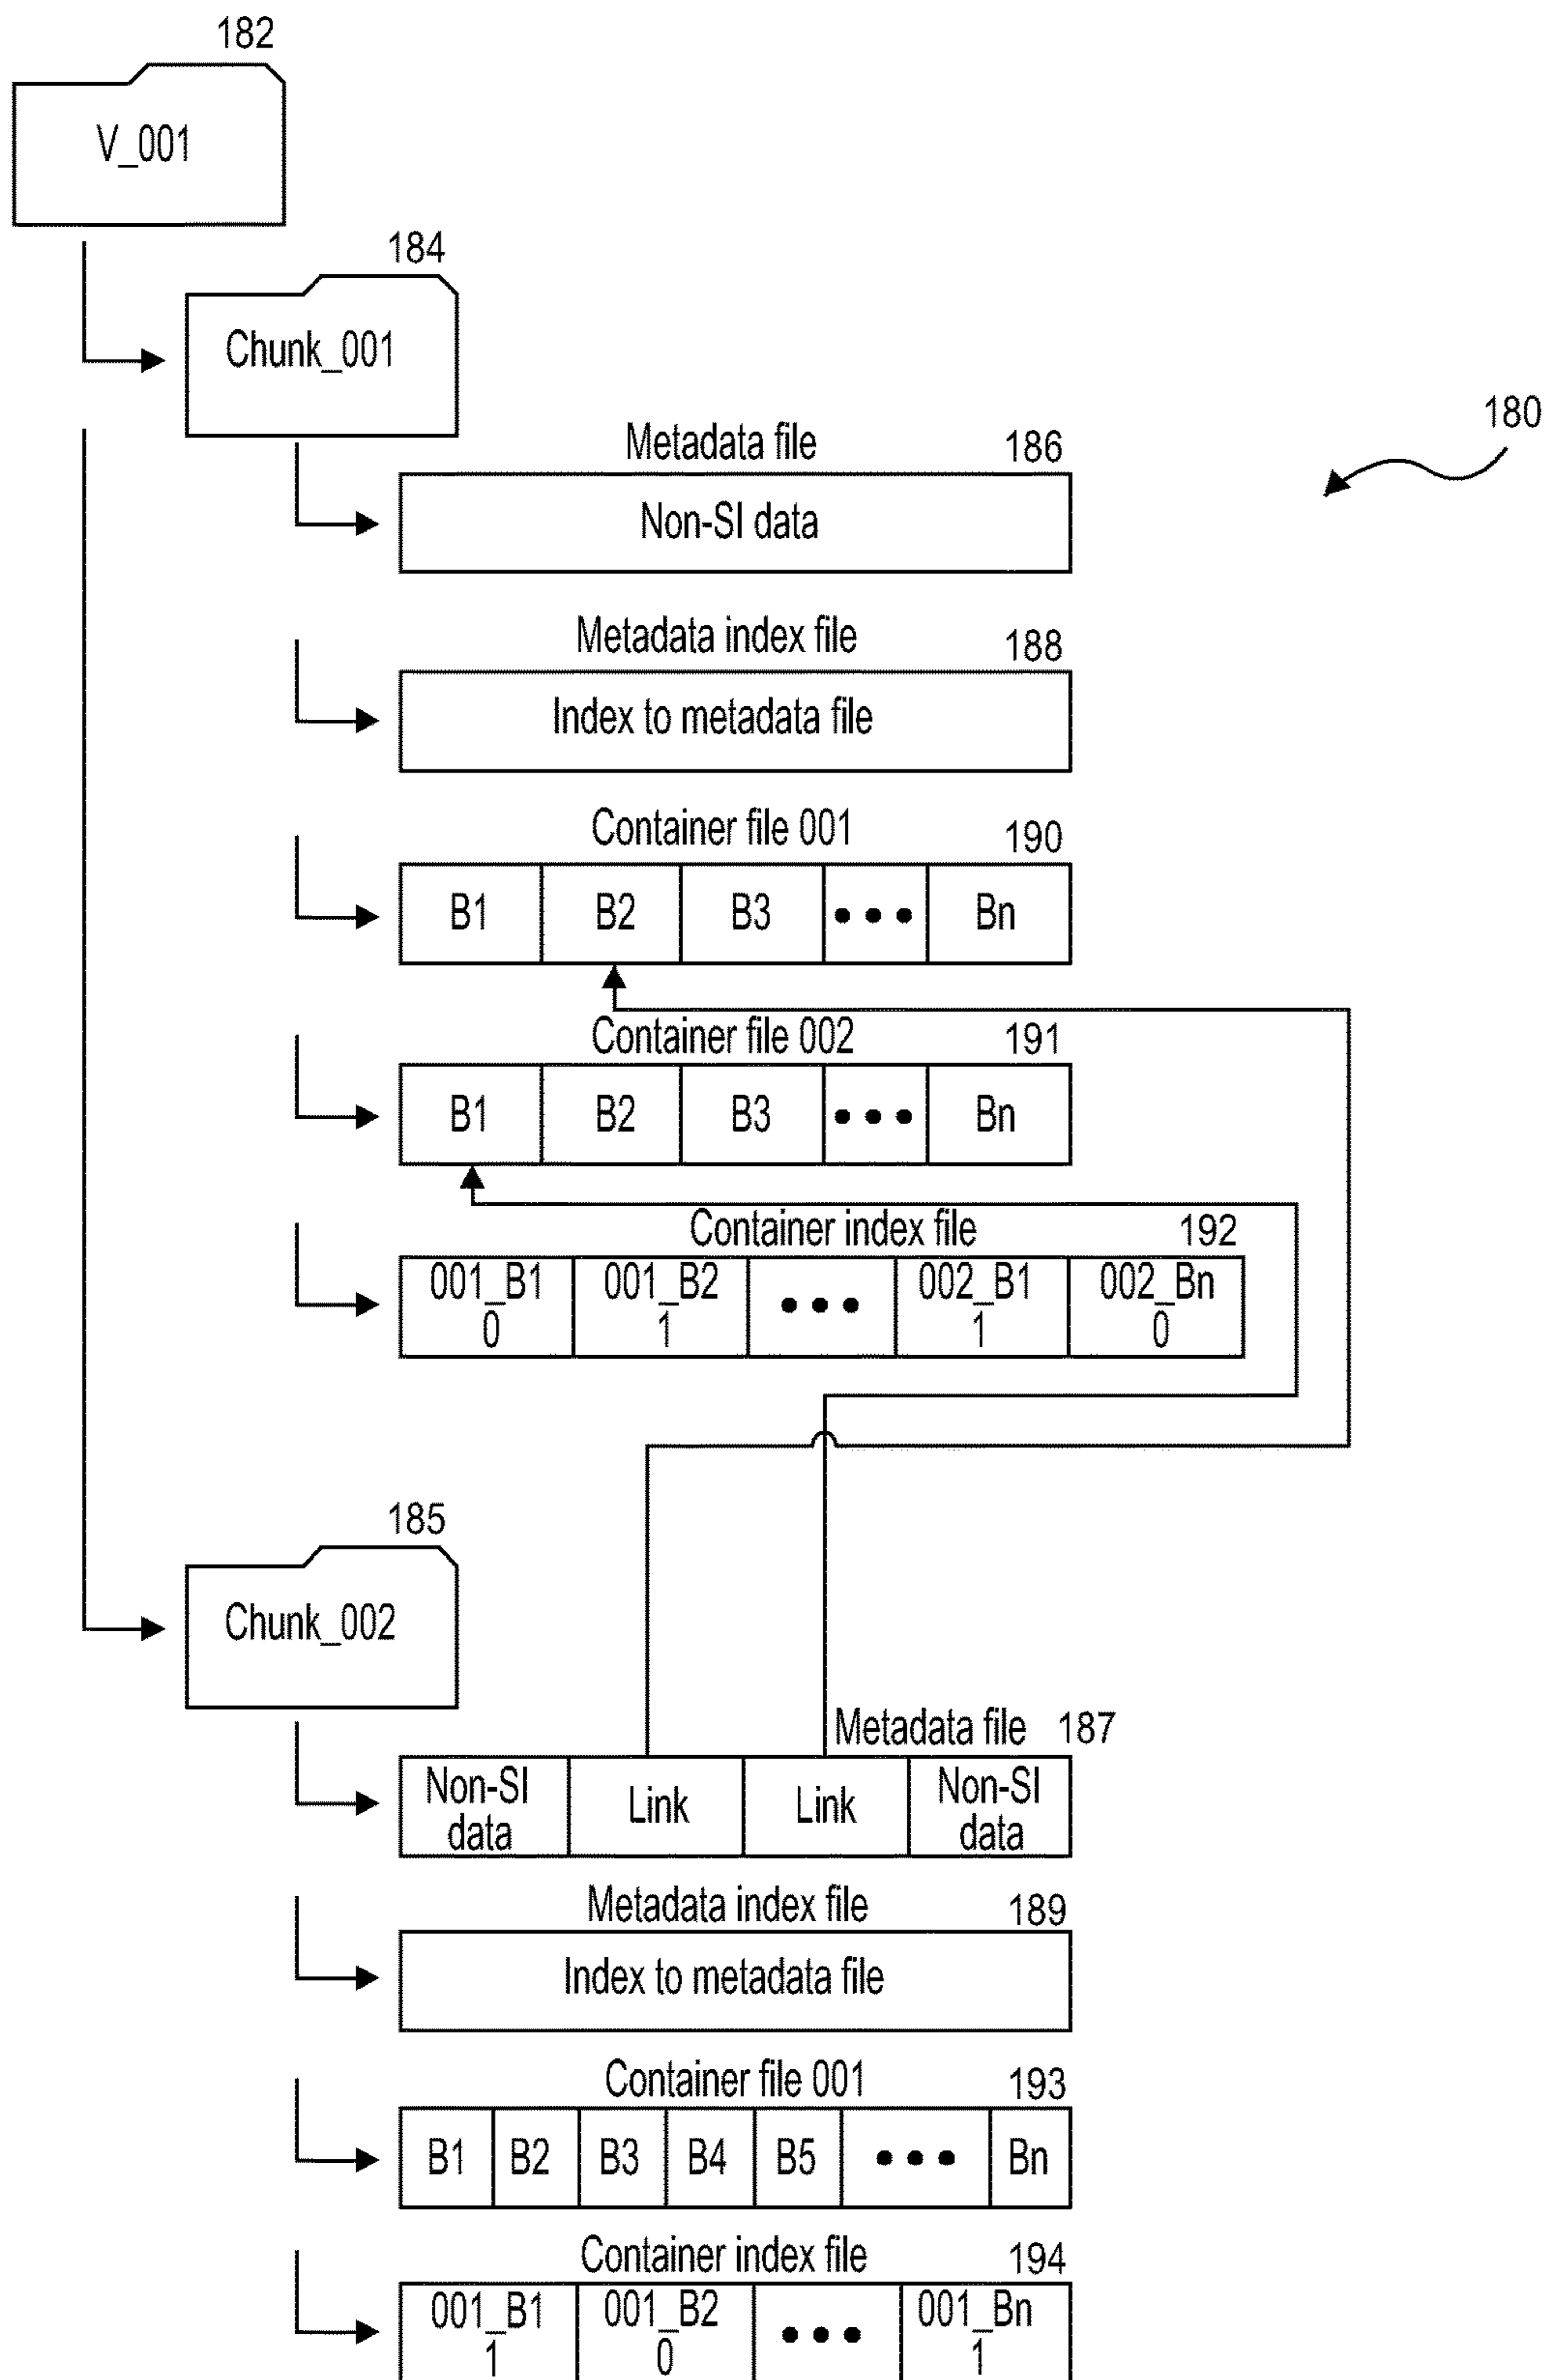 182
V_001
184
Chunk_001
180
Metadata file 186
Non-SI data
Metadata index file 188
Index to metadata file
Container file 001 190
B1 B2 B3 ••• Bn
Container file 002 191
B1 B2 B3 ••• Bn
Container index file 192
001_B1 001_B2 ••• 002_B1 002_Bn
0 1 1 0
185
Chunk_002
Metadata file 187
Non-SI Link Link Non-SI
data data
Metadata index file 189
Index to metadata file
Container file 001 193
B1 B2 B3 B4 B5 ••• Bn
Container index file 194
001_B1 001_B2 ••• 001_Bn
1 0 1